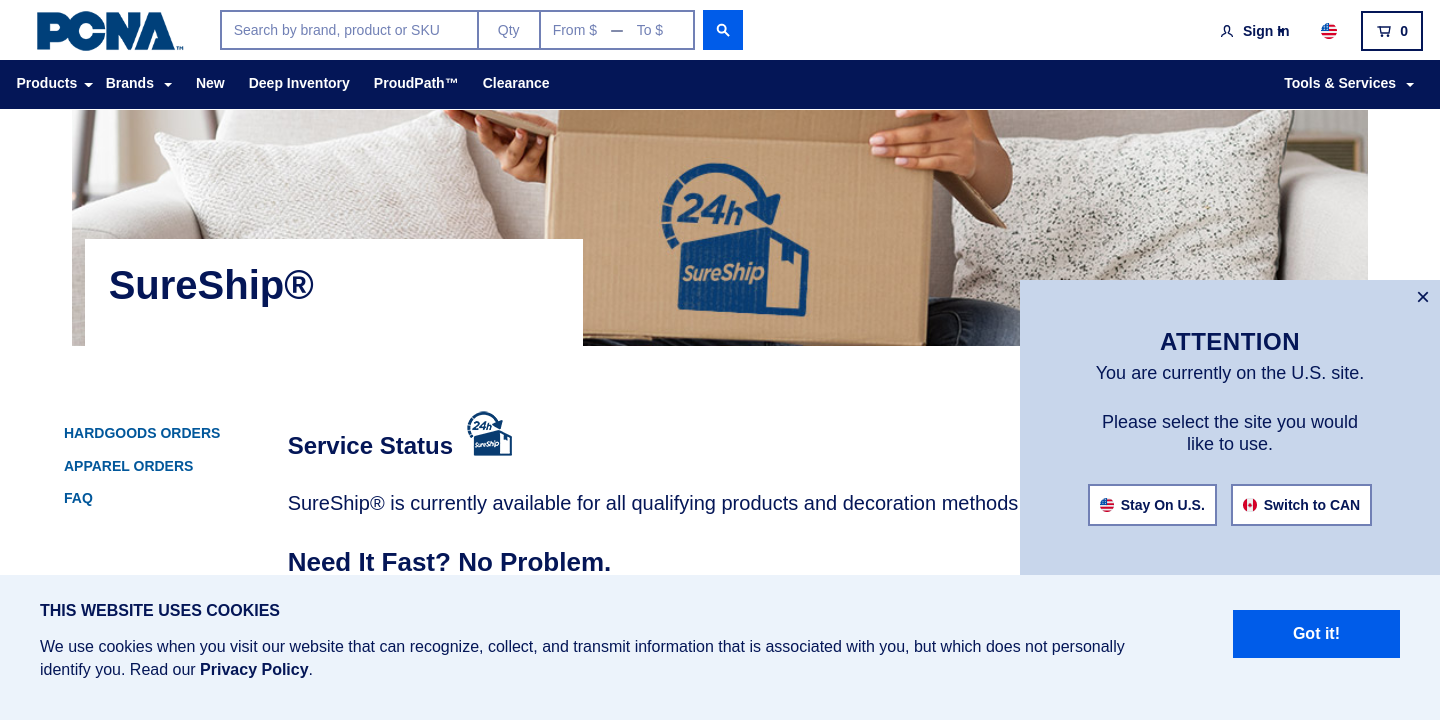 PCNA™
Search by brand, product or SKU
Qty
From $ — To $
Sign In
0
Products
Brands
New
Deep Inventory
ProudPath™
Clearance
Tools & Services
24h
SureShip
SureShip®
×
ATTENTION
You are currently on the U.S. site.
Please select the site you would
like to use.
Stay On U.S.
Switch to CAN
HARDGOODS ORDERS
APPAREL ORDERS
FAQ
Service Status
24h
SureShip
SureShip® is currently available for all qualifying products and decoration methods
Need It Fast? No Problem.
THIS WEBSITE USES COOKIES
We use cookies when you visit our website that can recognize, collect, and transmit information that is associated with you, but which does not personally
identify you. Read our Privacy Policy.
Got it!